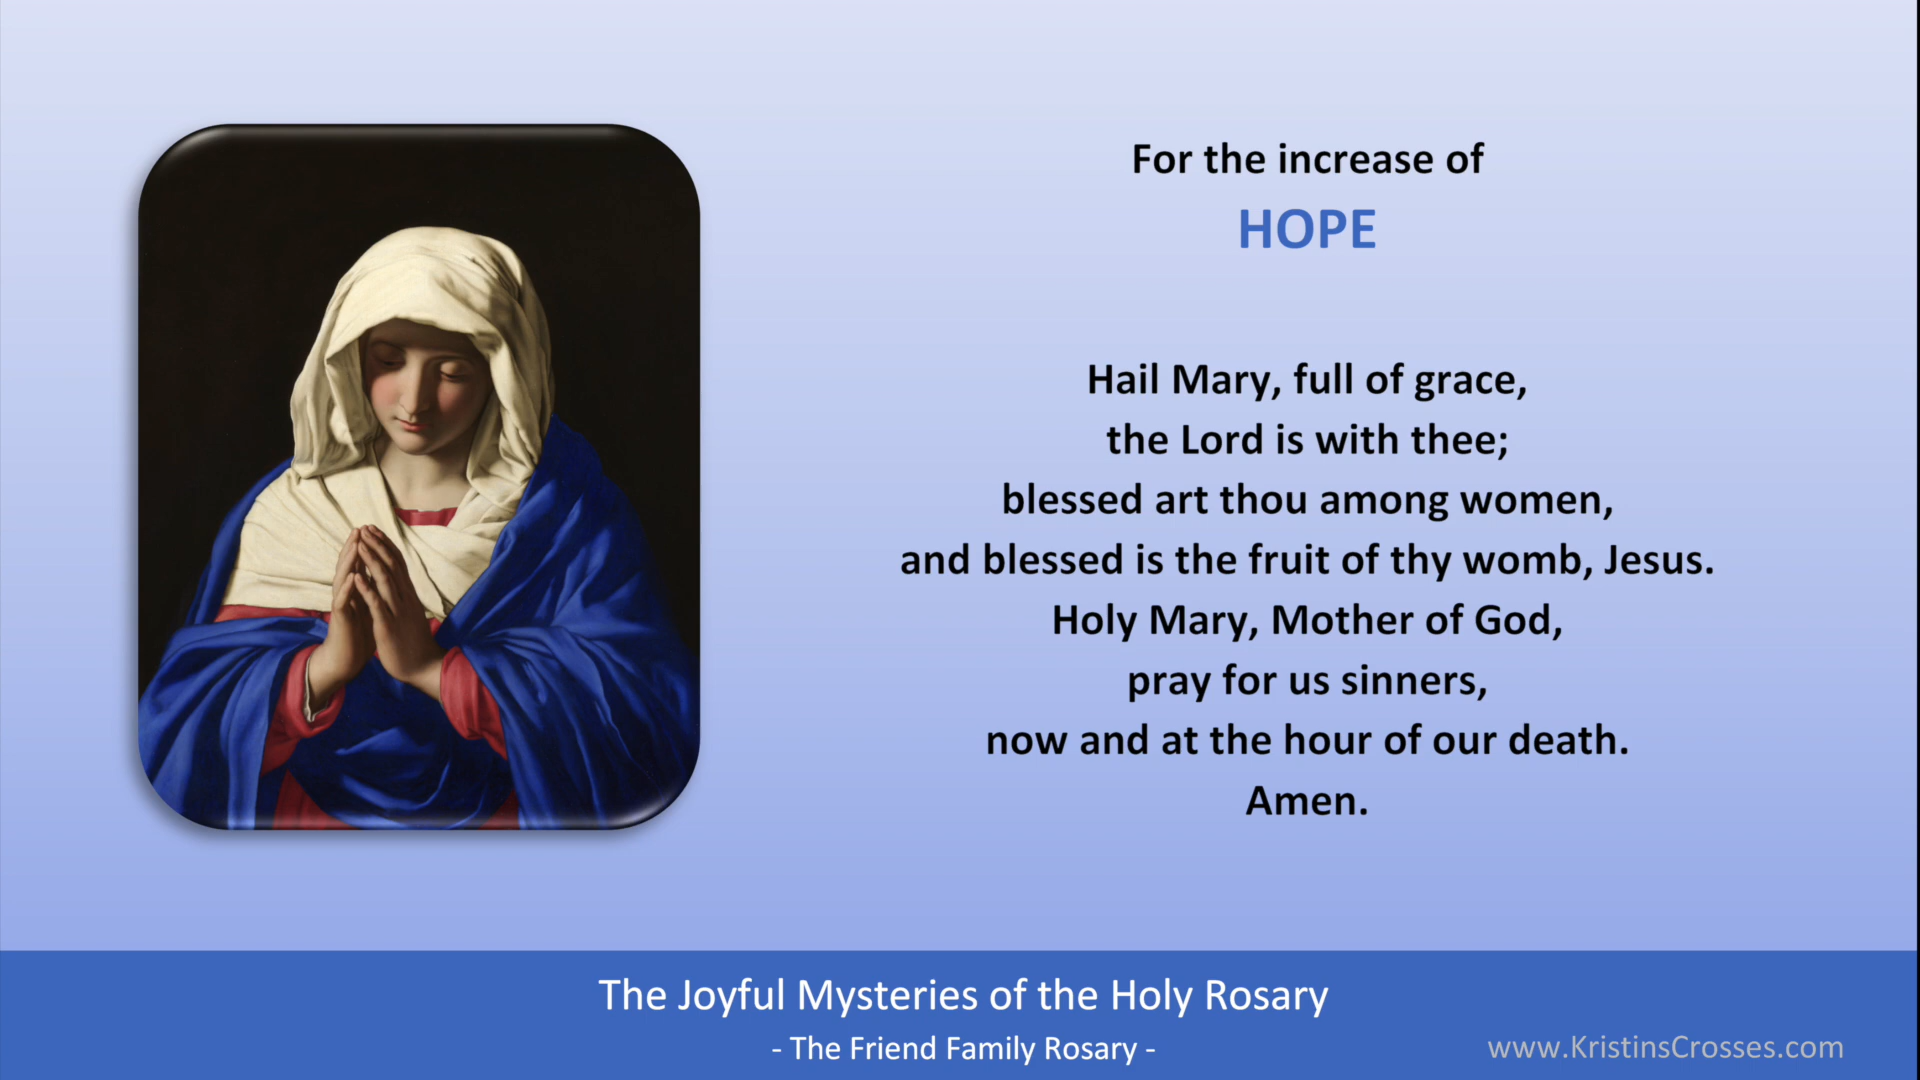 For the increase of
HOPE
Hail Mary, full of grace,
the Lord is with thee;
blessed art thou among women,
and blessed is the fruit of thy womb, Jesus.
Holy Mary, Mother of God,
pray for us sinners,
now and at the hour of our death.
Amen.
The Joyful Mysteries of the Holy Rosary
- The Friend Family Rosary -
www.KristinsCrosses.com